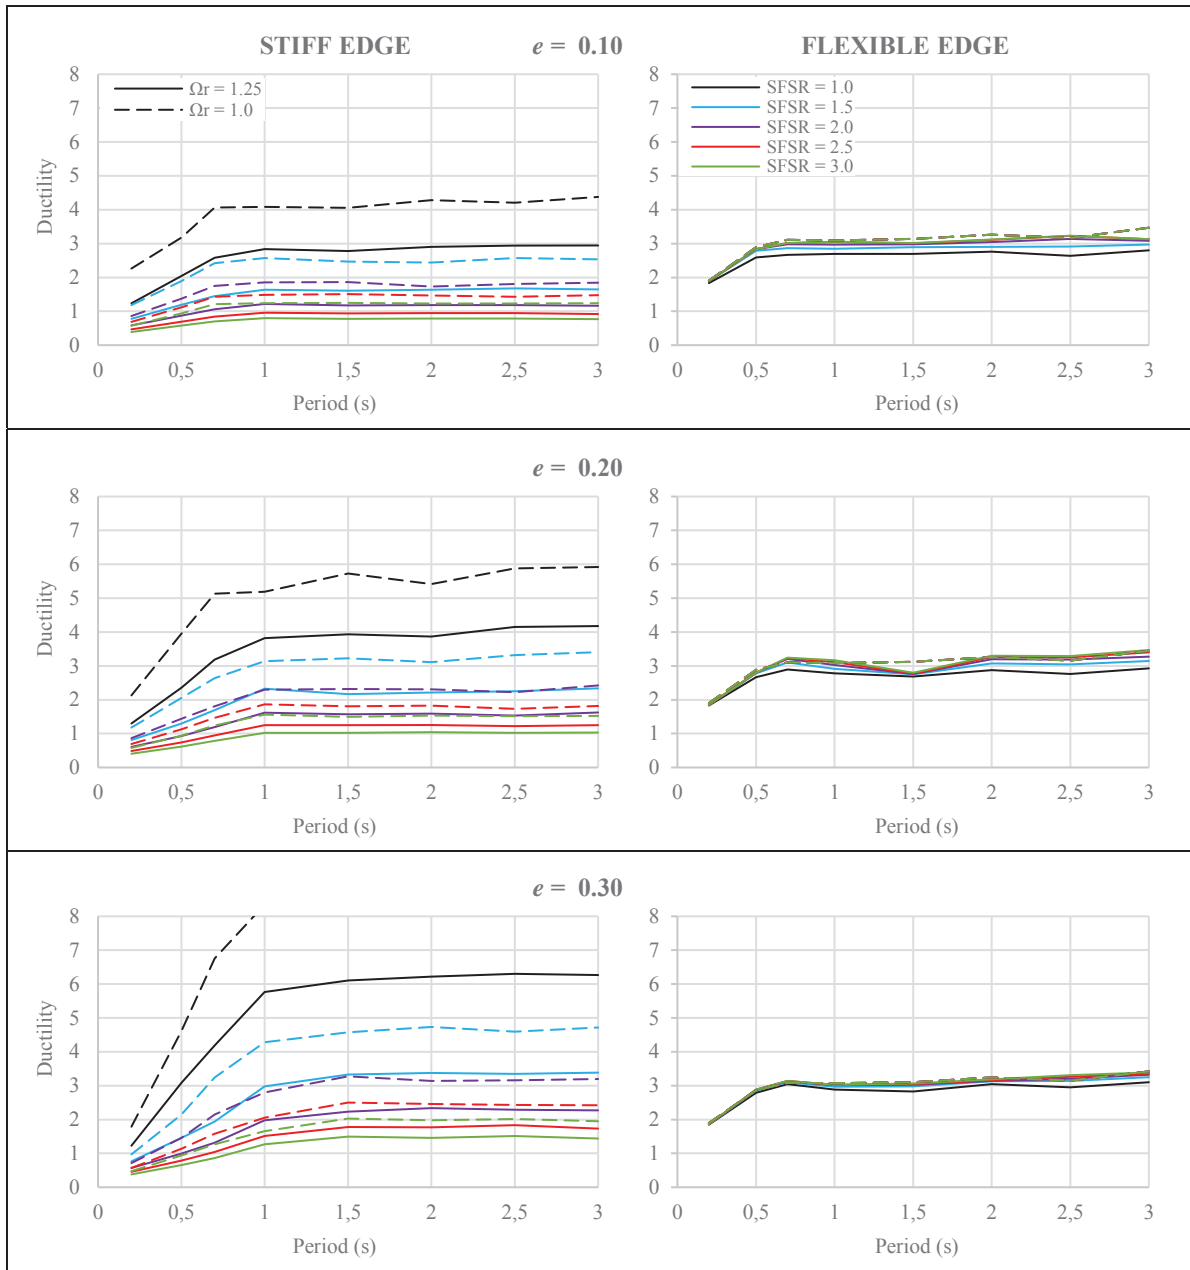 STIFF EDGE e = 0.10 FLEXIBLE EDGE
8
7
6
5
4
3
2
1
0
Ductility
Ωr = 1.25
Ωr = 1.0
0 0,5 1 1,5 2 2,5 3
Period (s)
8
7
6
5
4
3
2
1
0
SFSR = 1.0
SFSR = 1.5
SFSR = 2.0
SFSR = 2.5
SFSR = 3.0
0 0,5 1 1,5 2 2,5 3
Period (s)
e = 0.20
8
7
6
5
4
3
2
1
0
Ductility
0 0,5 1 1,5 2 2,5 3
Period (s)
8
7
6
5
4
3
2
1
0
0 0,5 1 1,5 2 2,5 3
Period (s)
e = 0.30
8
7
6
5
4
3
2
1
0
Ductility
0 0,5 1 1,5 2 2,5 3
Period (s)
8
7
6
5
4
3
2
1
0
0 0,5 1 1,5 2 2,5 3
Period (s)